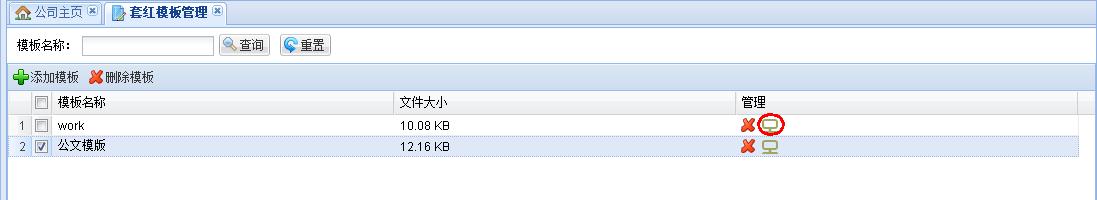 公司主页 套红模板管理
模板名称： 查询 重置
添加模板 删除模板
模板名称 文件大小 管理
1 work 10.08 KB
2 公文模版 12.16 KB